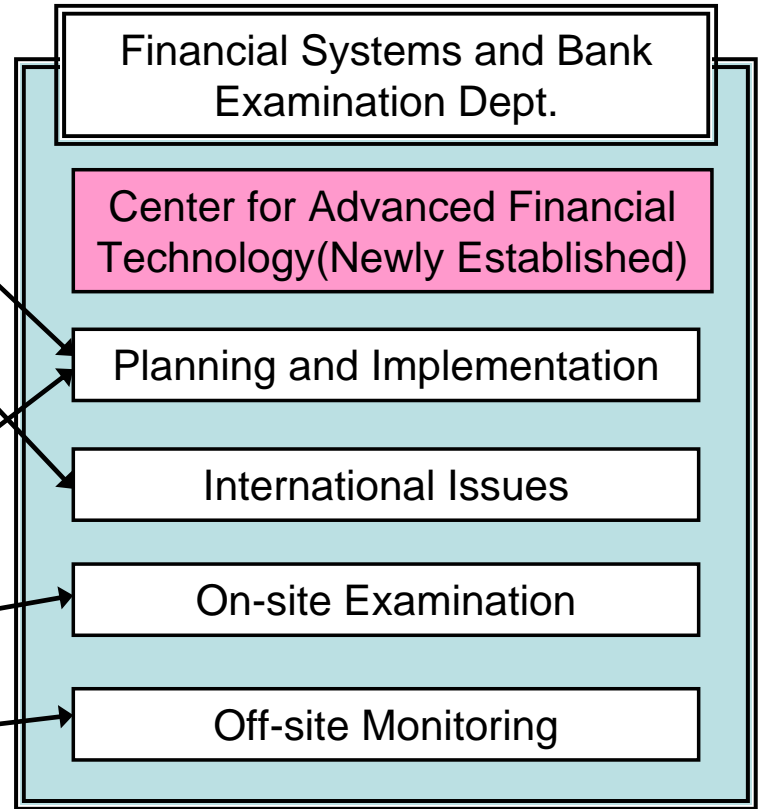 Financial Systems and Bank
Examination Dept.
Center for Advanced Financial
Technology(Newly Established)
Planning and Implementation
International Issues
On-site Examination
Off-site Monitoring